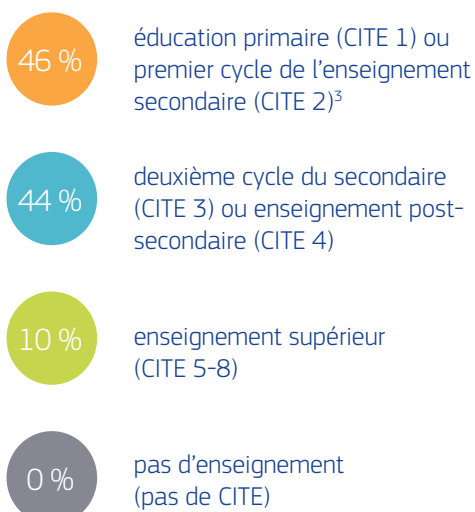 46 %
éducation primaire (CITE 1) ou
premier cycle de l'enseignement
secondaire (CITE 2)³
44 %
deuxième cycle du secondaire
(CITE 3) ou enseignement post-
secondaire (CITE 4)
10 %
enseignement supérieur
(CITE 5-8)
0 %
pas d'enseignement
(pas de CITE)